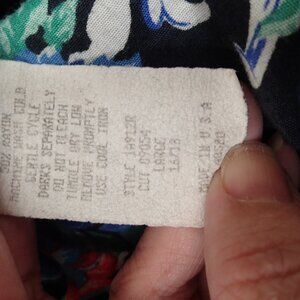 RAYON
MACHINE WASH COLD
GENTLE CYCLE
DARKS SEPARATELY
DO NOT BLEACH
TUMBLE DRY LOW
REMOVE PROMPTLY
USE COOL IRON
STYLE
CUT
LARGE
16/18
MADE IN U.S.A